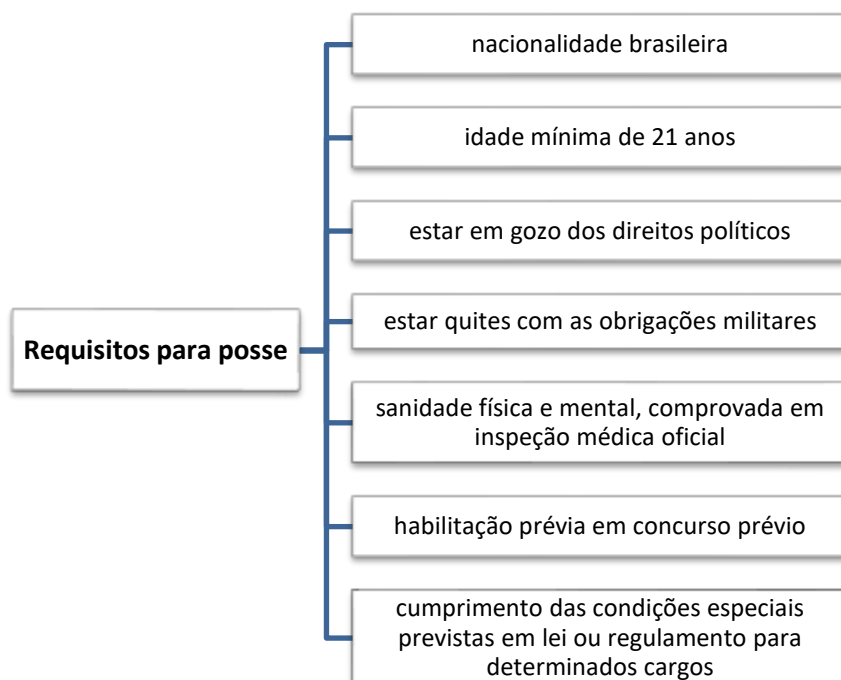 nacionalidade brasileira
idade mínima de 21 anos
estar em gozo dos direitos políticos
estar quites com as obrigações militares
Requisitos para posse
sanidade física e mental, comprovada em
inspeção médica oficial
habilitação prévia em concurso prévio
cumprimento das condições especiais
previstas em lei ou regulamento para
determinados cargos